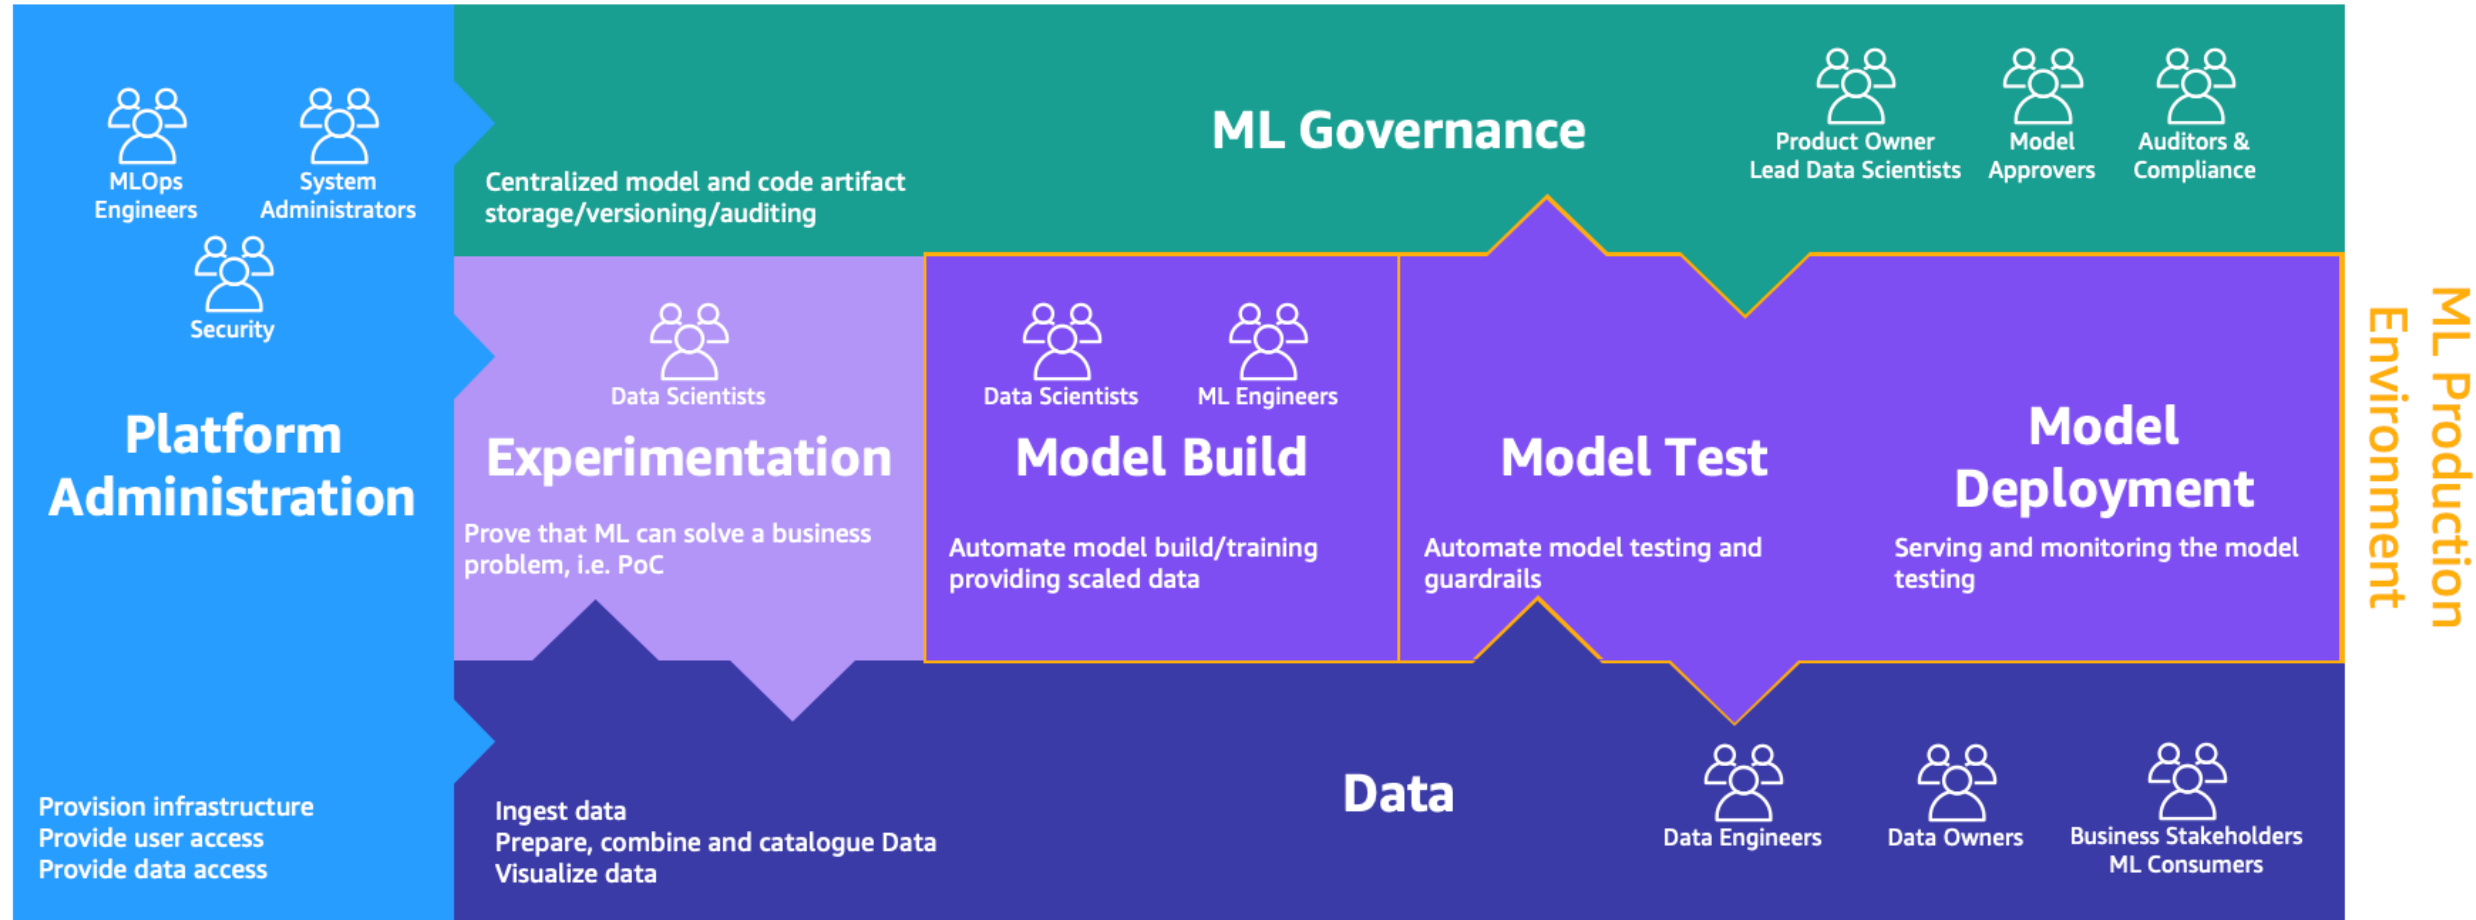 MLOps
Engineers
System
Administrators
Security
Platform
Administration
Provision infrastructure
Provide user access
Provide data access
Centralized model and code artifact
storage/versioning/auditing
ML Governance
Product Owner
Lead Data Scientists
Model
Approvers
Auditors &
Compliance
Data Scientists
Experimentation
Prove that ML can solve a business
problem, i.e. PoC
Data Scientists
ML Engineers
Model Build
Automate model build/training
providing scaled data
Model Test
Automate model testing and
guardrails
Model
Deployment
Serving and monitoring the model
testing
Ingest data
Prepare, combine and catalogue Data
Visualize data
Data
Data Engineers
Data Owners
Business Stakeholders
ML Consumers
ML Production
Environment